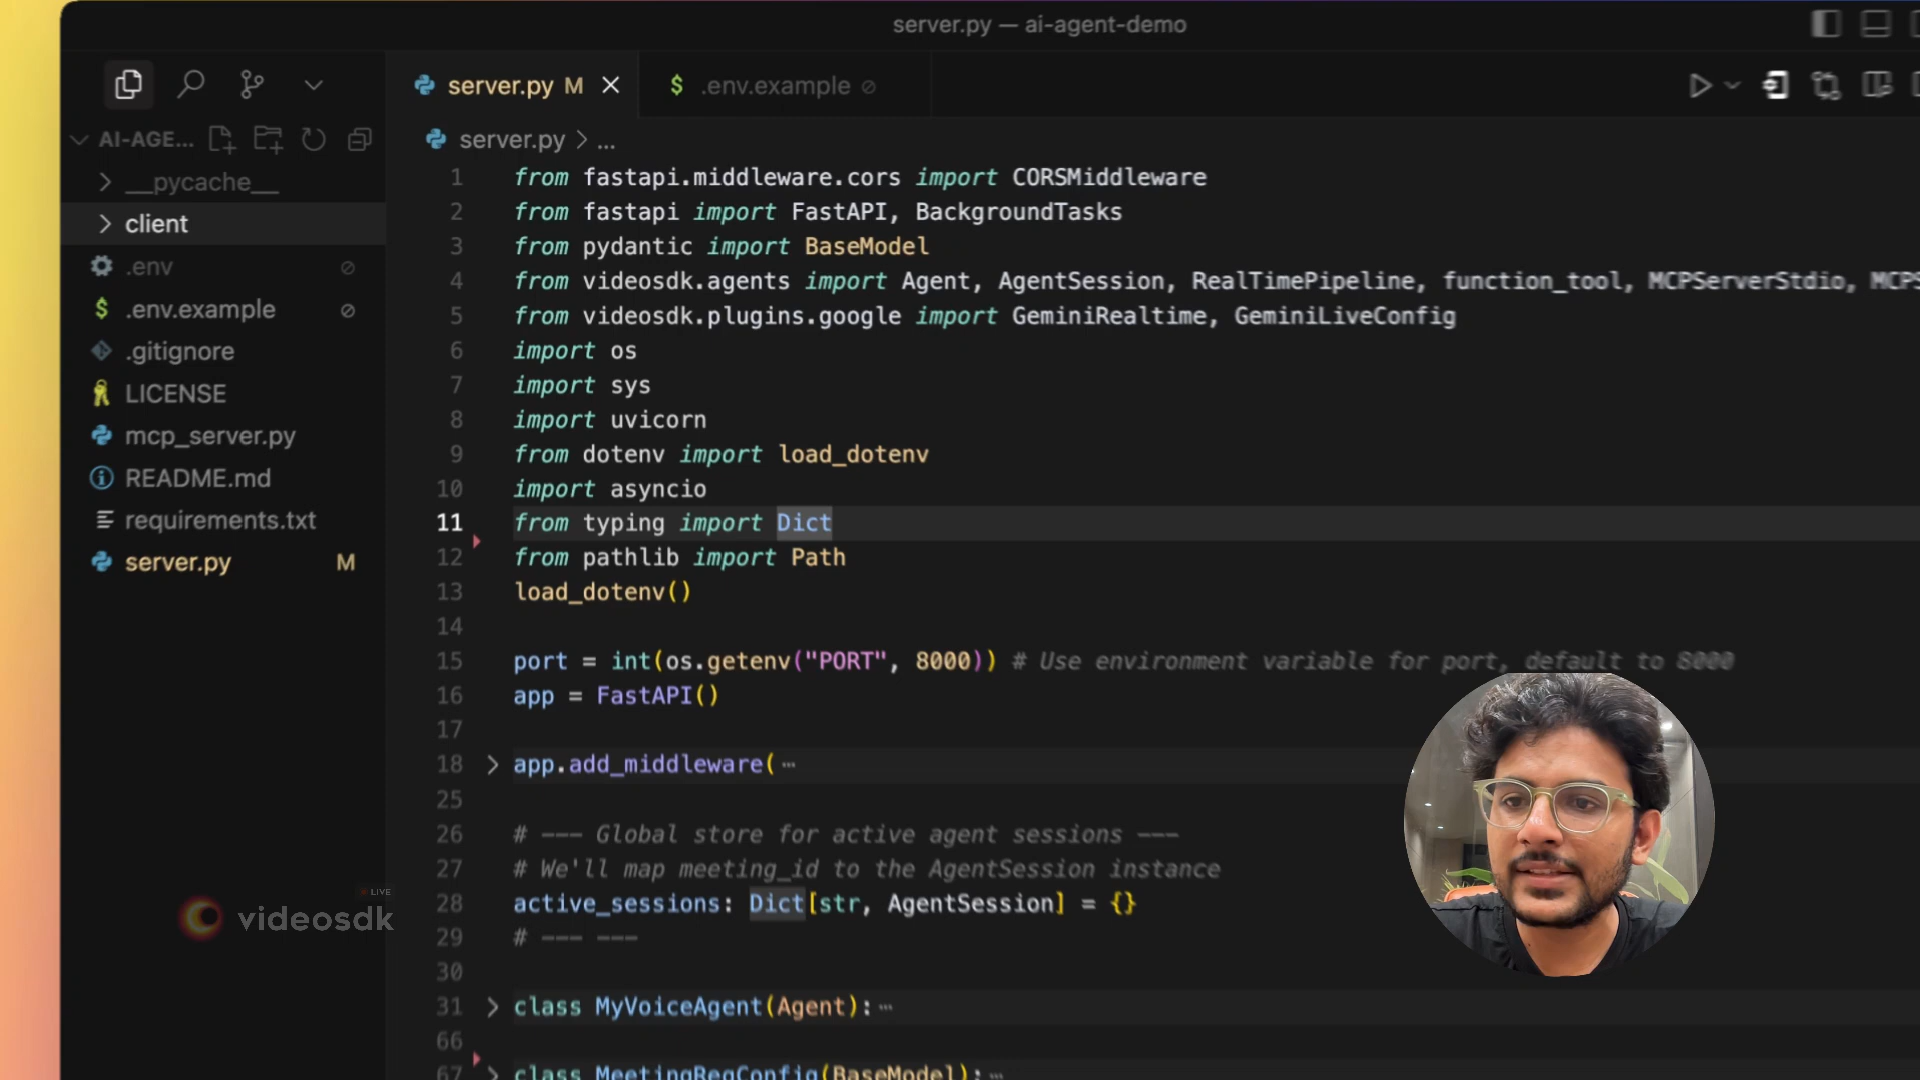 server.py — ai-agent-demo
server.py M
.env.example
AI-AGE...
server.py > ...
__pycache__
client
.env
.env.example
.gitignore
LICENSE
mcp_server.py
README.md
requirements.txt
server.py M
1 from fastapi.middleware.cors import CORSMiddleware
2 from fastapi import FastAPI, BackgroundTasks
3 from pydantic import BaseModel
4 from videosdk.agents import Agent, AgentSession, RealTimePipeline, function_tool, MCPServerStdio, MCPS
5 from videosdk.plugins.google import GeminiRealtime, GeminiLiveConfig
6 import os
7 import sys
8 import uvicorn
9 from dotenv import load_dotenv
10 import asyncio
11 from typing import Dict
12 from pathlib import Path
13 load_dotenv()
14
15 port = int(os.getenv("PORT", 8000)) # Use environment variable for port, default to 8000
16 app = FastAPI()
17
18 app.add_middleware( ⋯
25
26 # --- Global store for active agent sessions ---
27 # We'll map meeting_id to the AgentSession instance
28 active_sessions: Dict[str, AgentSession] = {}
29 # --- ---
30
31 class MyVoiceAgent(Agent): ⋯
66
67 class MeetingReqConfig(BaseModel): ⋯
LIVE
videosdk